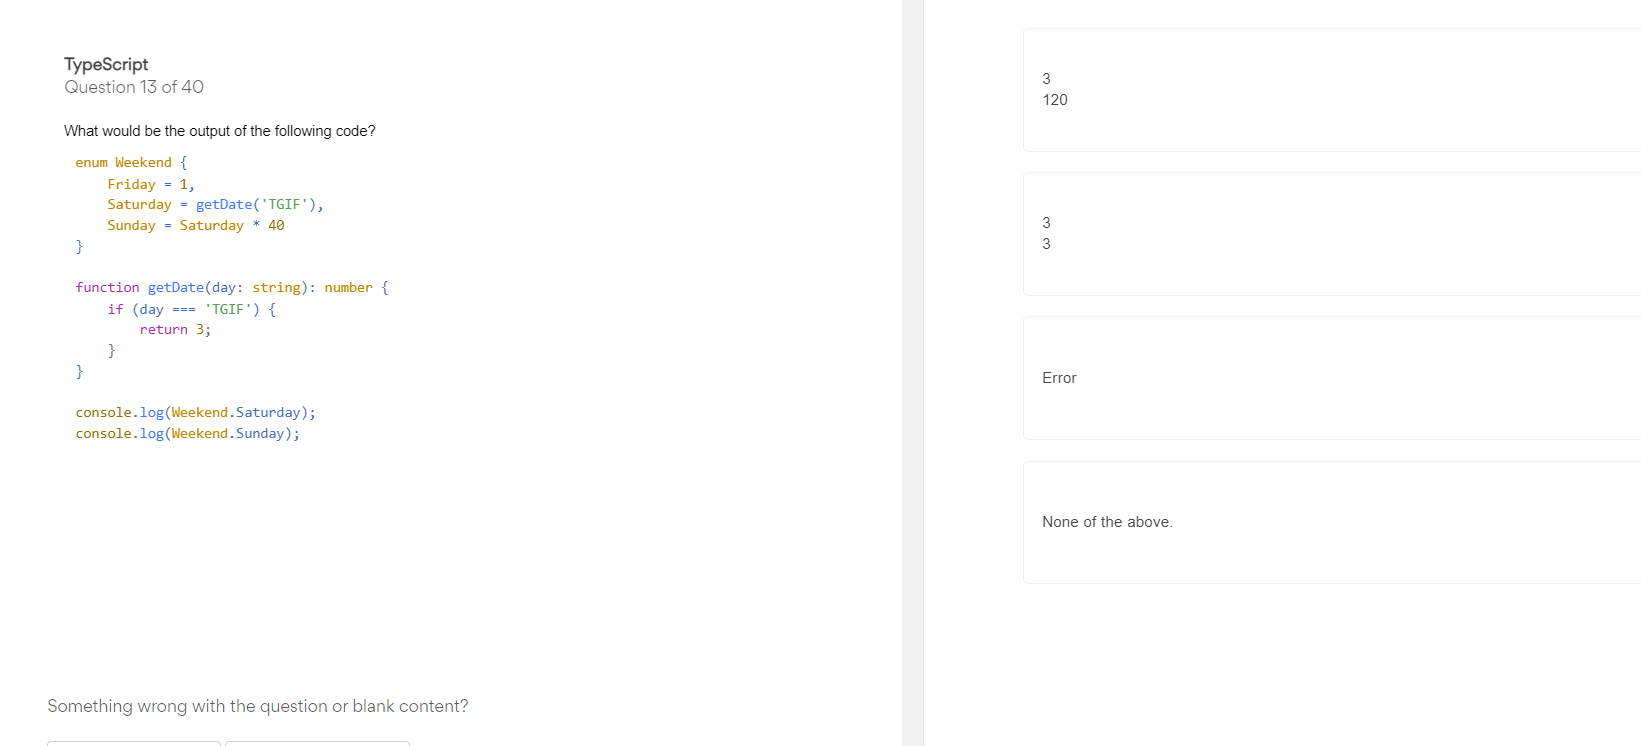 TypeScript
Question 13 of 40
What would be the output of the following code?
enum Weekend {
    Friday = 1,
    Saturday = getDate('TGIF'),
    Sunday = Saturday * 40
}
function getDate(day: string): number {
    if (day === 'TGIF') {
        return 3;
    }
}
console.log(Weekend.Saturday);
console.log(Weekend.Sunday);
Something wrong with the question or blank content?
3
120
3
3
Error
None of the above.